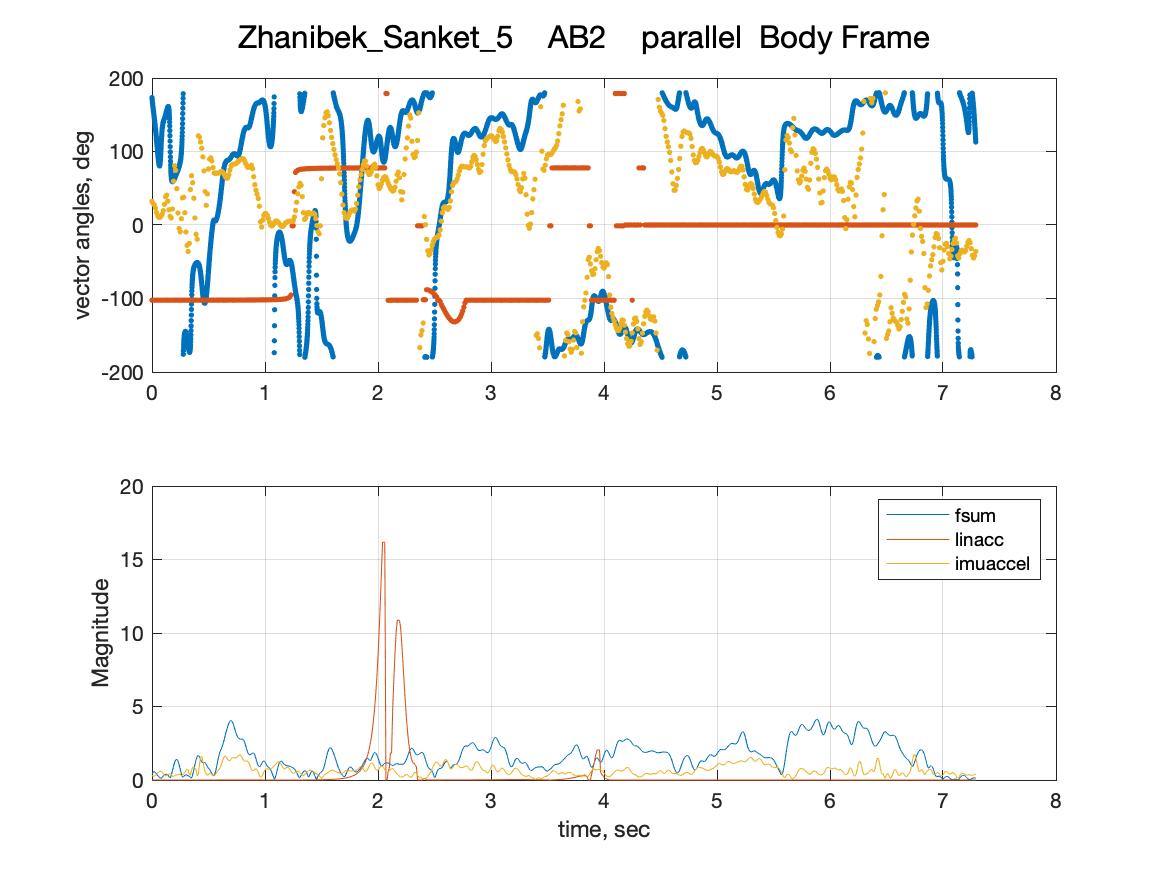 Zhanibek_Sanket_5 AB2 parallel Body Frame
200
100
0
-100
-200
vector angles, deg
0 1 2 3 4 5 6 7 8
20
15
10
5
0
Magnitude
fsum
linacc
imuaccel
0 1 2 3 4 5 6 7 8
time, sec